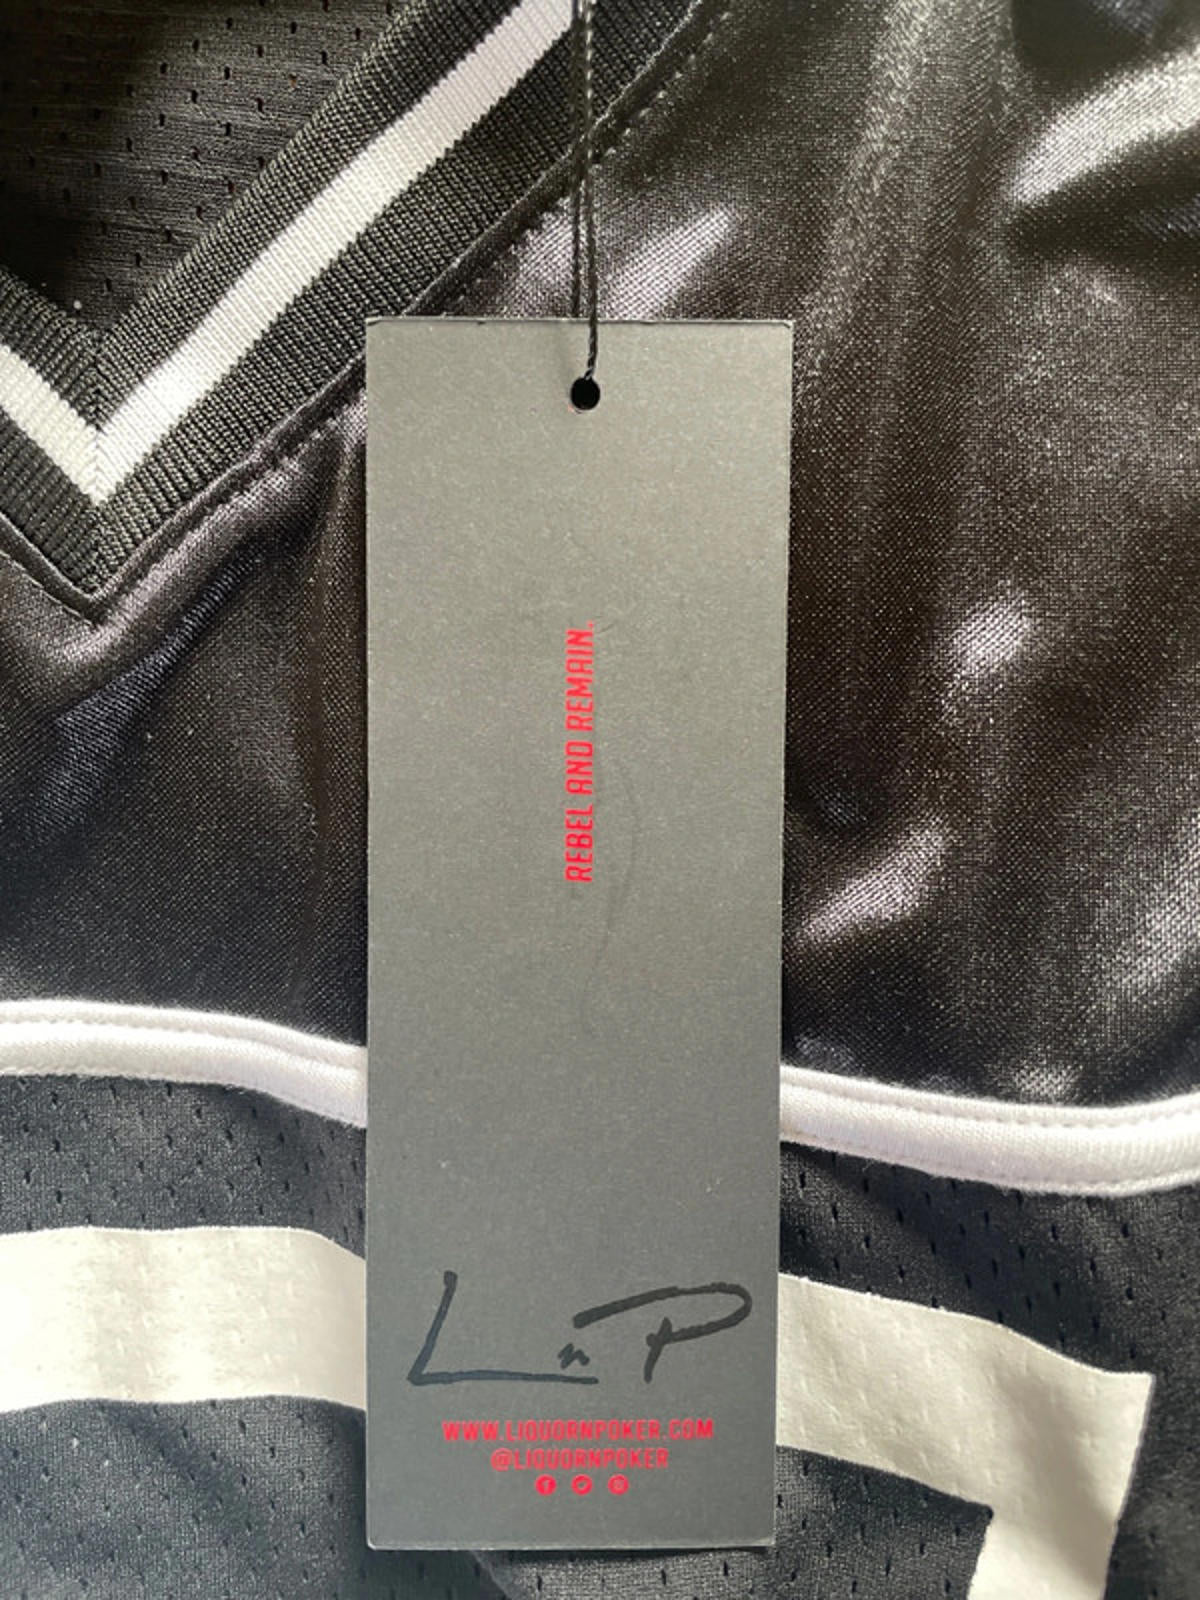 REBEL AND REMAIN.
LnP
WWW.LIQUORNPOKER.COM
@LIQUORNPOKER